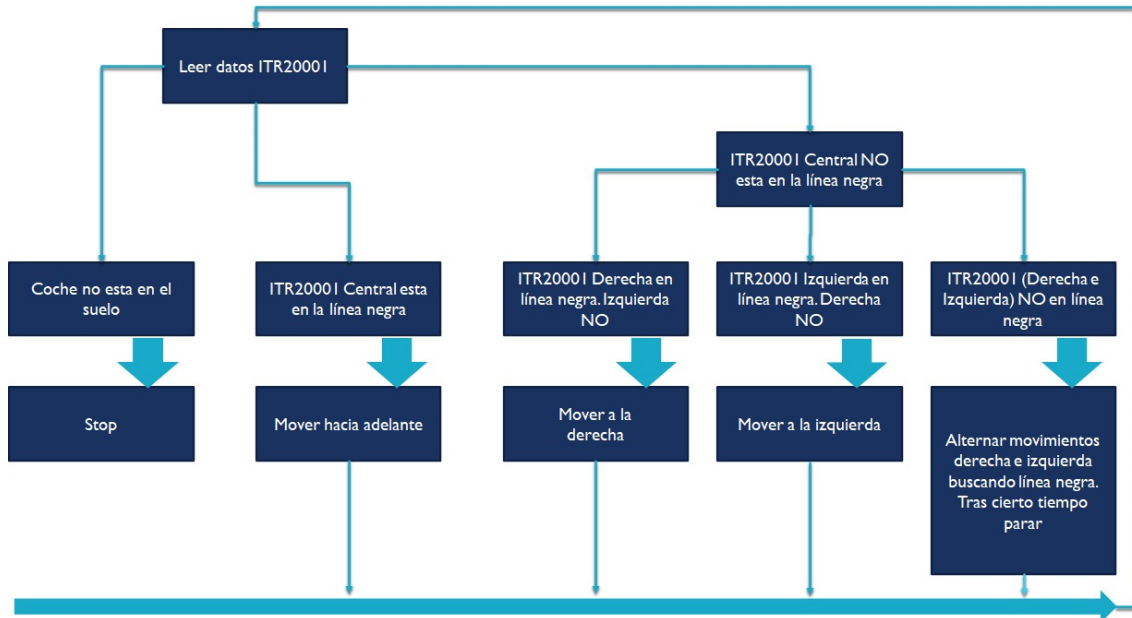 Leer datos ITR20001
ITR20001 Central NO
esta en la línea negra
Coche no esta en el
suelo
ITR20001 Central esta
en la línea negra
ITR20001 Derecha en
línea negra. Izquierda
NO
ITR20001 Izquierda en
línea negra. Derecha
NO
ITR20001 (Derecha e
Izquierda) NO en línea
negra
Stop
Mover hacia adelante
Mover a la
derecha
Mover a la izquierda
Alternar movimientos
derecha e izquierda
buscando línea negra.
Tras cierto tiempo
parar